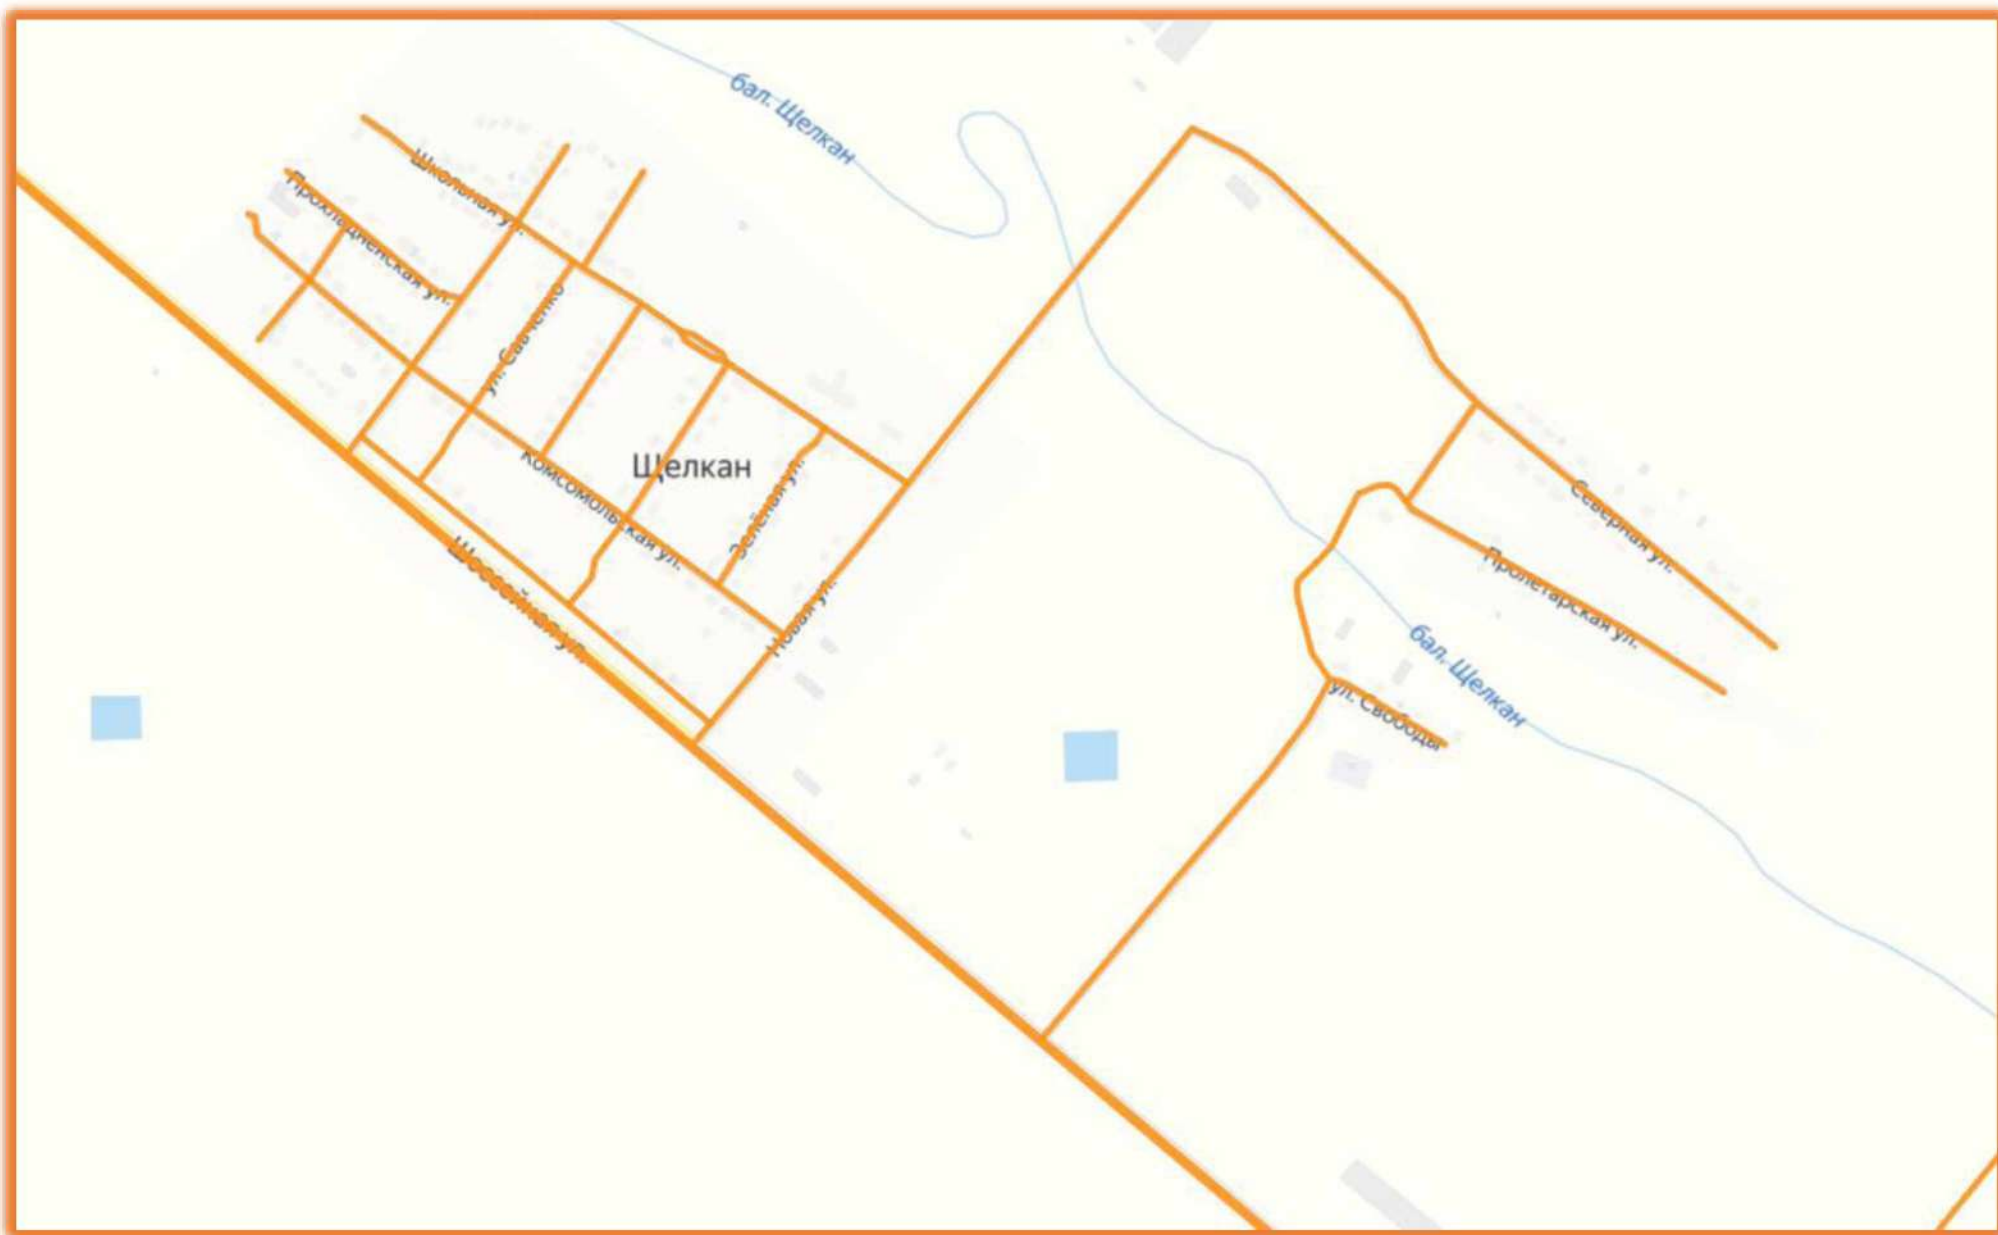 бал. Щелкан
Школьная ул.
Прохладненская ул.
ул. Савченко
Щелкан
Комсомольская ул.
Зелёная ул.
Северная ул.
Шоссейная ул.
Пролетарская ул.
Новая ул.
бал. Щелкан
ул. Свободы